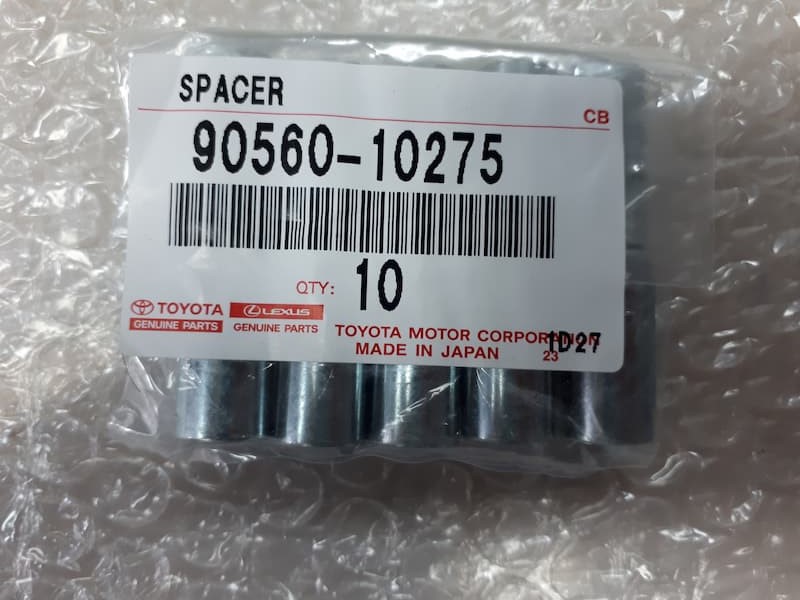 SPACER
CB
90560-10275
QTY: 10
TOYOTA LEXUS
GENUINE PARTS GENUINE PARTS
TOYOTA MOTOR CORPORATION
MADE IN JAPAN 23 1D27